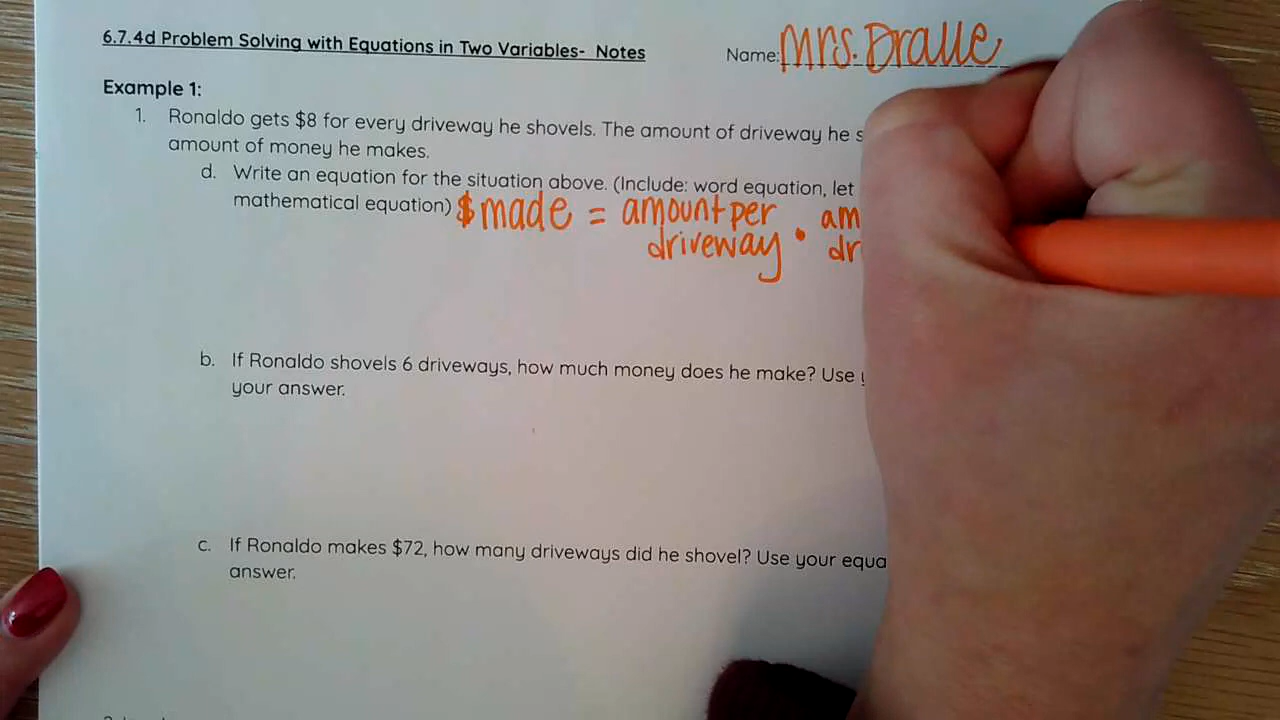 6.7.4d Problem Solving with Equations in Two Variables- Notes
Name: Mrs. Dralle
Example 1:
1. Ronaldo gets $8 for every driveway he shovels. The amount of driveway he s
amount of money he makes.
d. Write an equation for the situation above. (Include: word equation, let
mathematical equation) $ made = amount per am
driveway • dr
b. If Ronaldo shovels 6 driveways, how much money does he make? Use
your answer.
c. If Ronaldo makes $72, how many driveways did he shovel? Use your equa
answer.